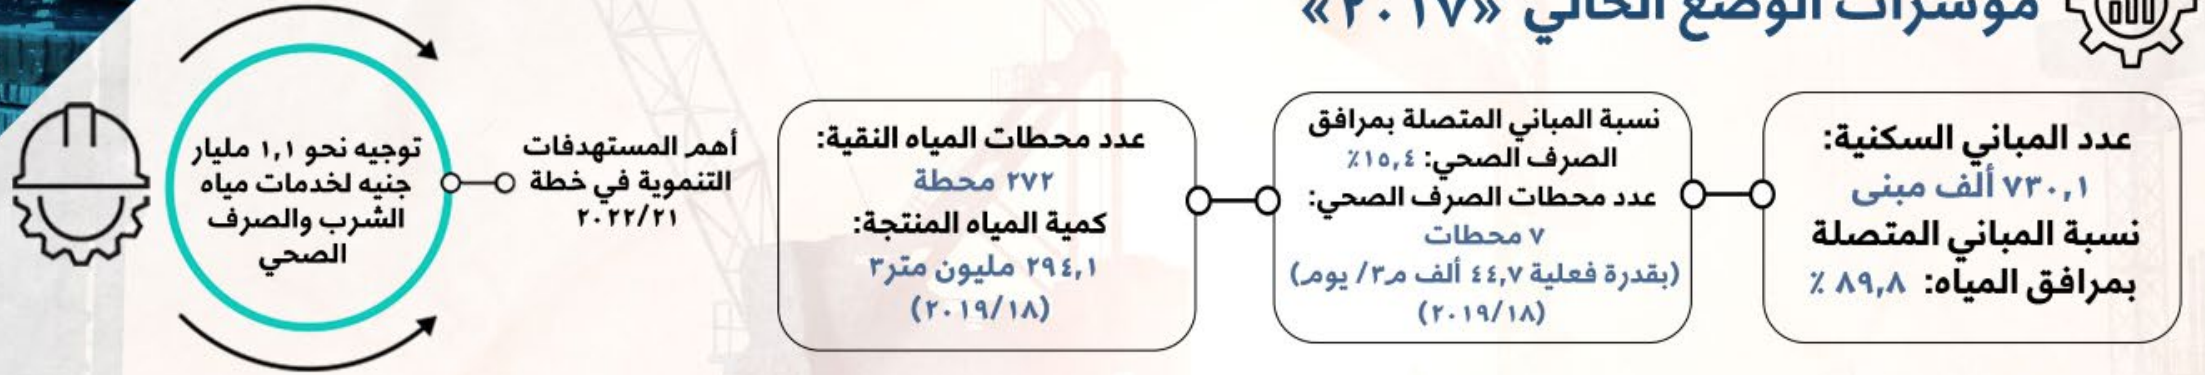 مؤشرات الوضع الحالي «٢٠١٧»
عدد المباني السكنية:
٧٣٠,١ ألف مبنى
نسبة المباني المتصلة
بمرافق المياه: ٨٩,٨ ٪
نسبة المباني المتصلة بمرافق
الصرف الصحي: ١٥,٤٪
عدد محطات الصرف الصحي:
٧ محطات
(بقدرة فعلية ٤٤,٧ ألف م٣/ يوم)
(٢٠١٩/١٨)
عدد محطات المياه النقية:
٢٧٢ محطة
كمية المياه المنتجة:
٢٩٤,١ مليون متر٣
(٢٠١٩/١٨)
أهم المستهدفات
التنموية في خطة
٢٠٢٢/٢١
توجيه نحو ١,١ مليار
جنيه لخدمات مياه
الشرب والصرف
الصحي